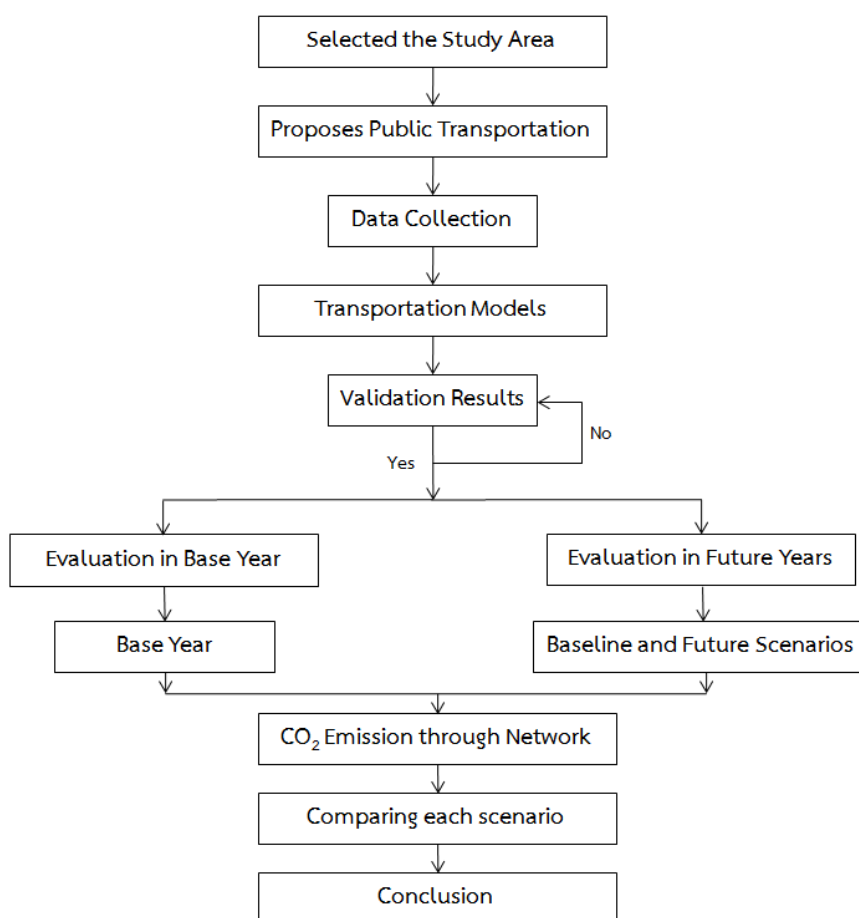 Selected the Study Area
Proposes Public Transportation
Data Collection
Transportation Models
Validation Results
No
Yes
Evaluation in Base Year
Evaluation in Future Years
Base Year
Baseline and Future Scenarios
CO₂ Emission through Network
Comparing each scenario
Conclusion